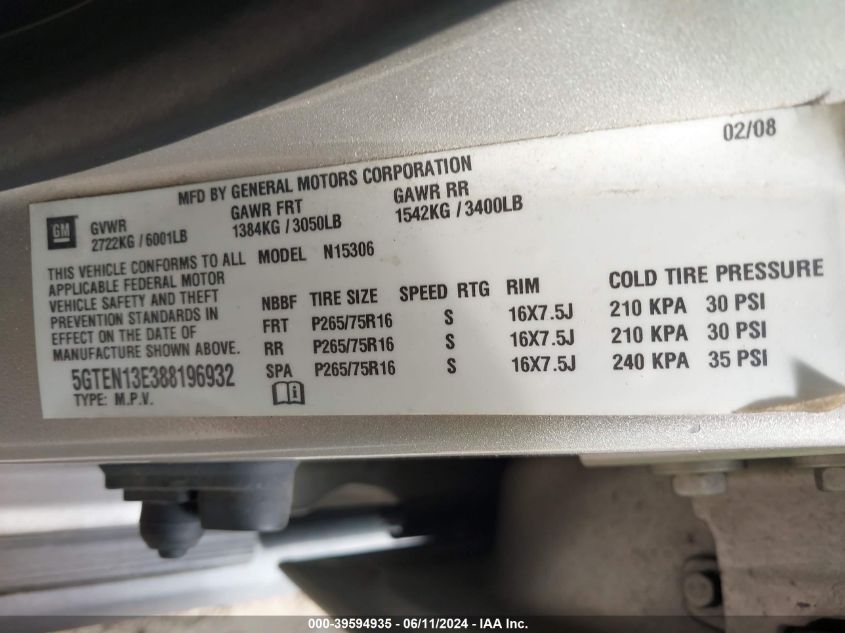 02/08
MFD BY GENERAL MOTORS CORPORATION
GM
GVWR GAWR FRT GAWR RR
2722KG / 6001LB 1384KG / 3050LB 1542KG / 3400LB
THIS VEHICLE CONFORMS TO ALL
APPLICABLE FEDERAL MOTOR
VEHICLE SAFETY AND THEFT
PREVENTION STANDARDS IN
EFFECT ON THE DATE OF
MANUFACTURE SHOWN ABOVE.
5GTEN13E388196932
TYPE: M.P.V.
MODEL N15306
NBBF TIRE SIZE SPEED RTG RIM COLD TIRE PRESSURE
FRT P265/75R16 S 16X7.5J 210 KPA 30 PSI
RR P265/75R16 S 16X7.5J 210 KPA 30 PSI
SPA P265/75R16 S 16X7.5J 240 KPA 35 PSI
000-39594935 - 06/11/2024 - IAA Inc.